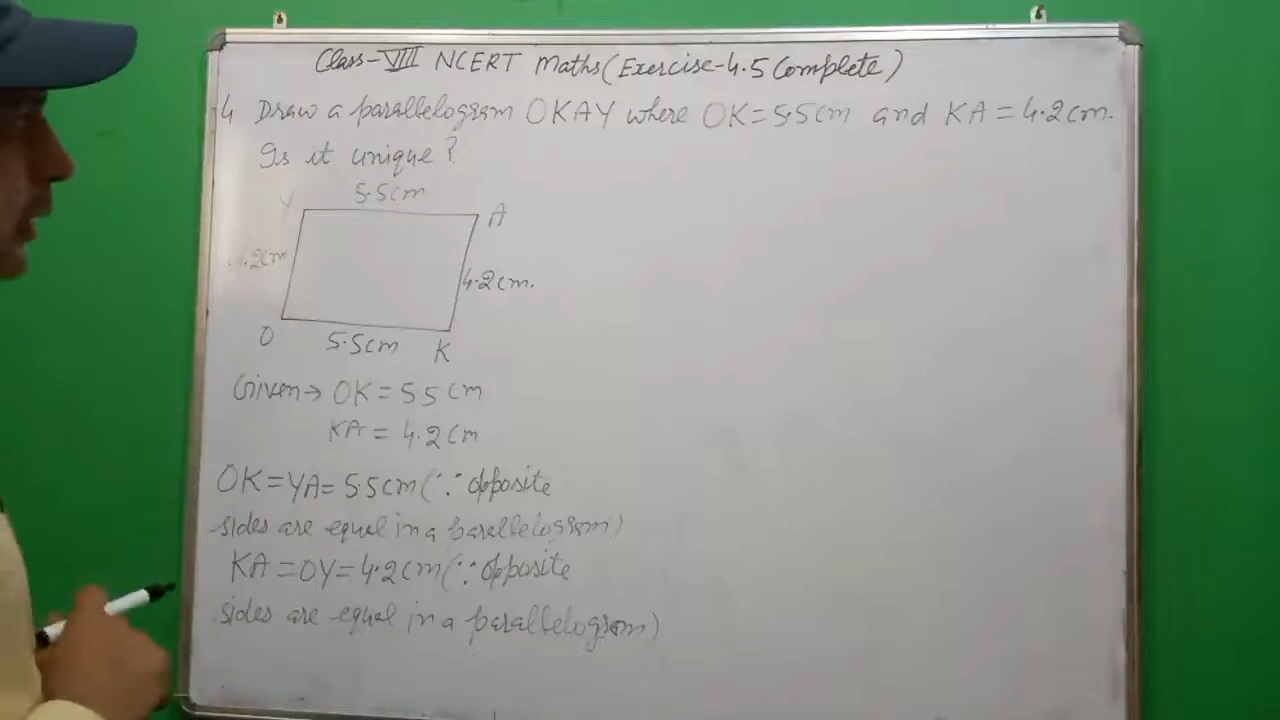 Class-VIII NCERT Maths (Exercise-4.5 Complete)
4 Draw a parallelogram OKAY where OK=5.5cm and KA=4.2cm.
Is it unique?
5.5cm
Y
A
.2cm
4.2cm.
O
5.5cm
K
Given→ OK=5.5cm
KA=4.2cm
OK=YA=5.5cm(∵ opposite
sides are equal in a parallelogram)
KA=OY=4.2cm(∵ opposite
sides are equal in a parallelogram)